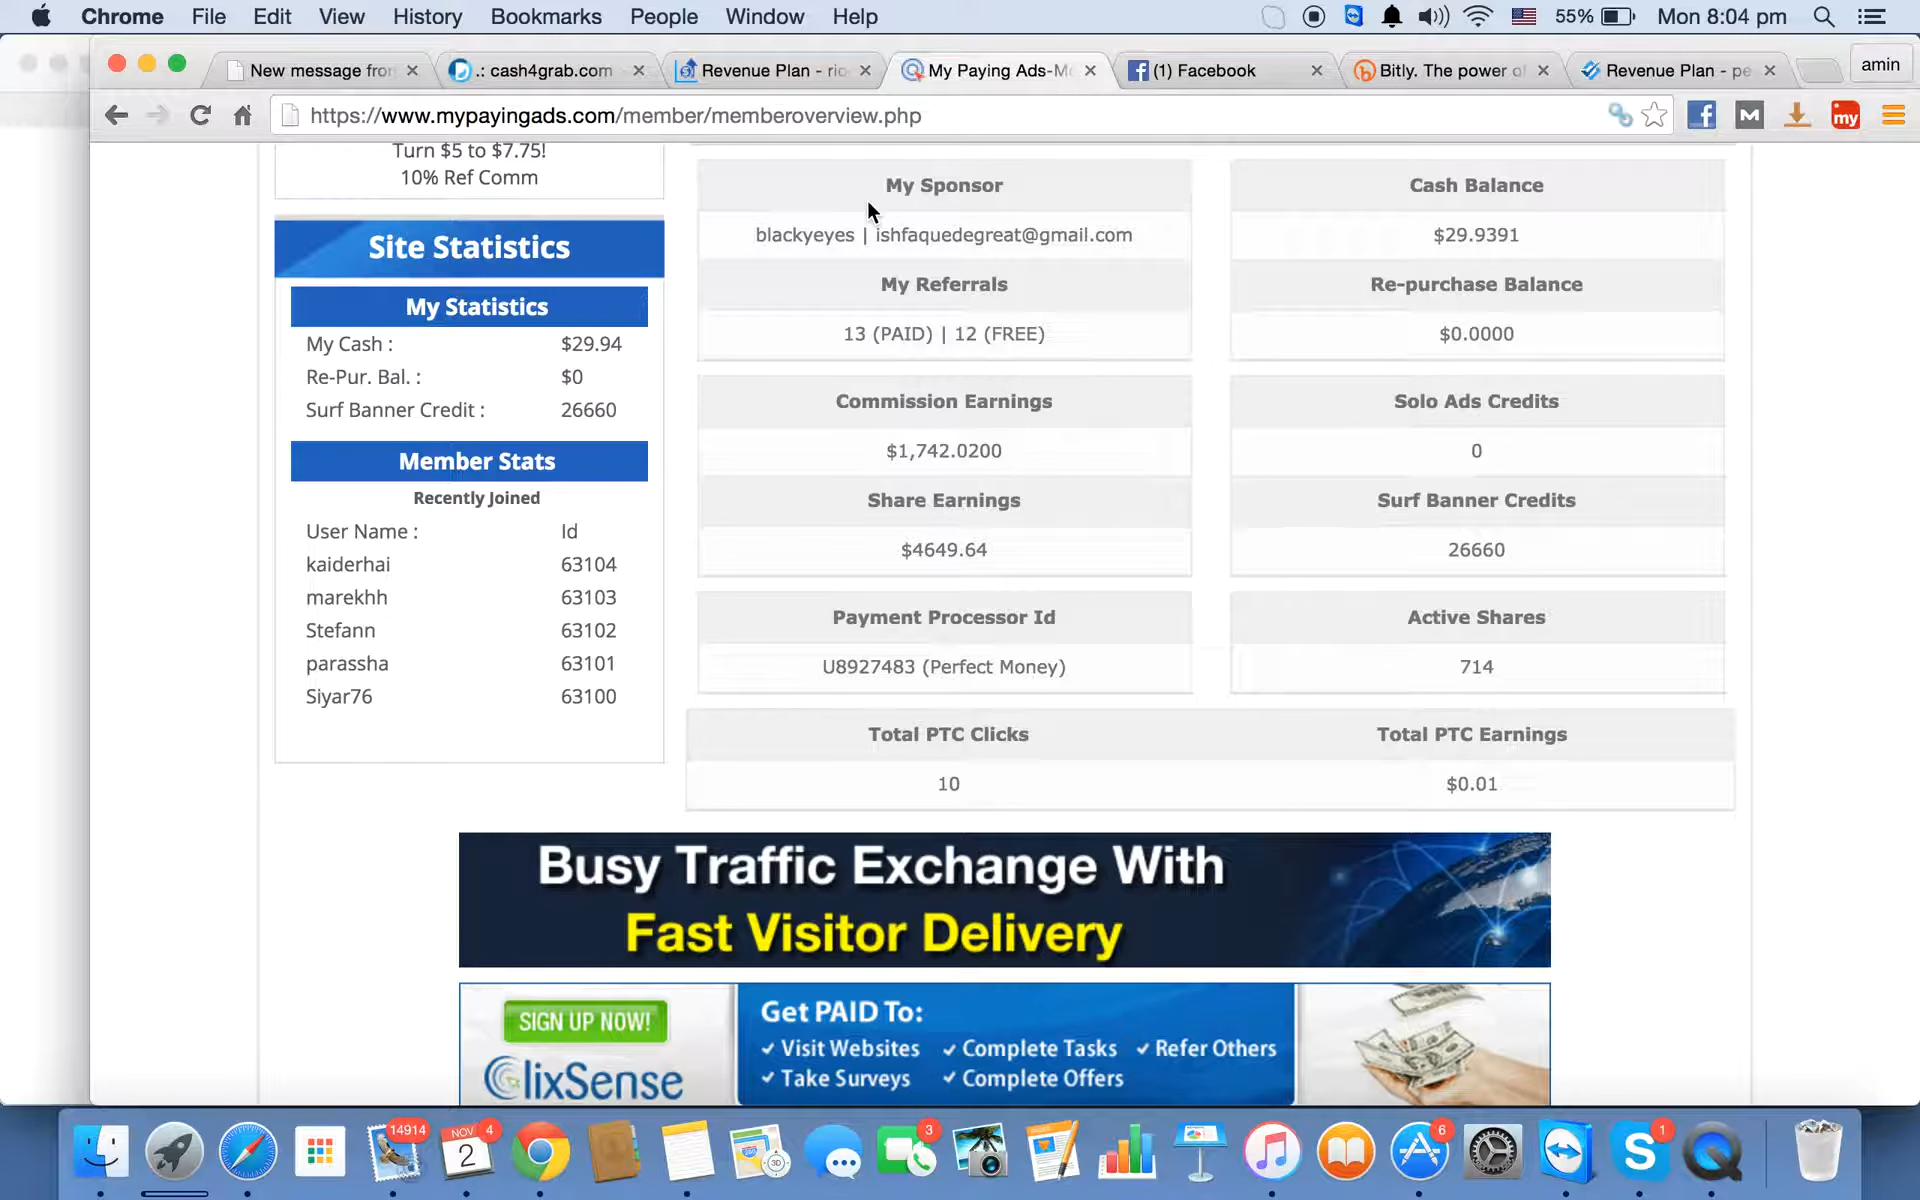 Chrome File Edit View History Bookmarks People Window Help
55% Mon 8:04 pm
New message from
.: cash4grab.com
Revenue Plan - rio
My Paying Ads-Mo
(1) Facebook
Bitly. The power of
Revenue Plan - pe
amin
https://www.mypayingads.com/member/memberoverview.php
Turn $5 to $7.75!
10% Ref Comm
Site Statistics
My Statistics
My Cash : $29.94
Re-Pur. Bal. : $0
Surf Banner Credit : 26660
Member Stats
Recently Joined
User Name : Id
kaiderhai 63104
marekhh 63103
Stefann 63102
parassha 63101
Siyar76 63100
My Sponsor
blackyeyes | ishfaquedegreat@gmail.com
My Referrals
13 (PAID) | 12 (FREE)
Cash Balance
$29.9391
Re-purchase Balance
$0.0000
Commission Earnings
$1,742.0200
Share Earnings
$4649.64
Solo Ads Credits
0
Surf Banner Credits
26660
Payment Processor Id
U8927483 (Perfect Money)
Active Shares
714
Total PTC Clicks
10
Total PTC Earnings
$0.01
Busy Traffic Exchange With
Fast Visitor Delivery
SIGN UP NOW!
ClixSense
Get PAID To:
✓ Visit Websites ✓ Complete Tasks ✓ Refer Others
✓ Take Surveys ✓ Complete Offers
my
14914
NOV 4
2
3D
3
6
S
1